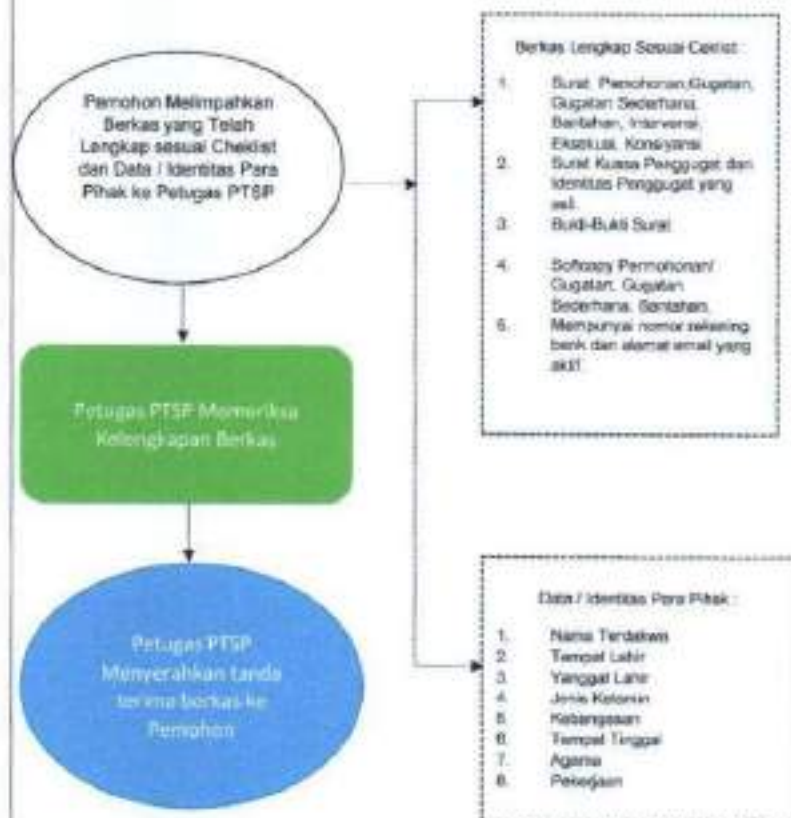 Pemohon Melimpahkan
Berkas yang Telah
Lengkap sesuai Cheklist
dan Data / Identitas Para
Pihak ke Petugas PTSP
Petugas PTSP Memeriksa
Kelengkapan Berkas
Petugas PTSP
Menyerahkan tanda
terima berkas ke
Pemohon
Berkas Lengkap Sesuai Ceklist :
1. Surat Permohonan,Gugatan,
Gugatan Sederhana,
Bantahan, Intervensi,
Eksekusi, Konsiyansi
2. Surat Kuasa Penggugat dan
Identitas Penggugat yang
asli.
3. Bukti-Bukti Surat
4. Softcopy Permohonan/
Gugatan, Gugatan
Sederhana, Bantahan,
5. Mempunyai nomor rekening
bank dan alamat email yang
aktif
Data / Identitas Para Pihak :
1. Nama Terdakwa
2. Tempat Lahir
3. Yanggal Lahir
4. Jenis Kelamin
5. Kebangsaan
6. Tempat Tinggal
7. Agama
8. Pekerjaan